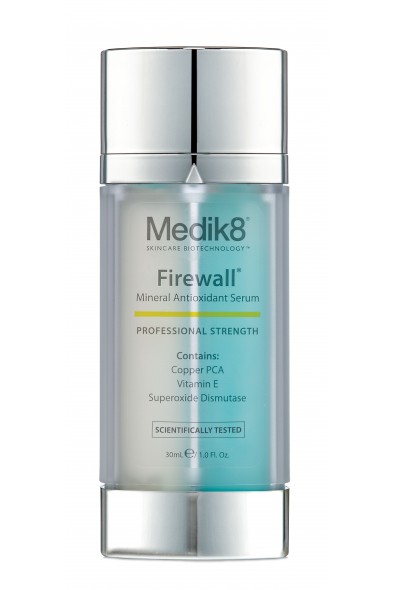 Medik8®
SKINCARE BIOTECHNOLOGY™
Firewall®
Mineral Antioxidant Serum
PROFESSIONAL STRENGTH
Contains:
Copper PCA
Vitamin E
Superoxide Dismutase
SCIENTIFICALLY TESTED
30mL ℮ / 1.0 Fl. Oz.